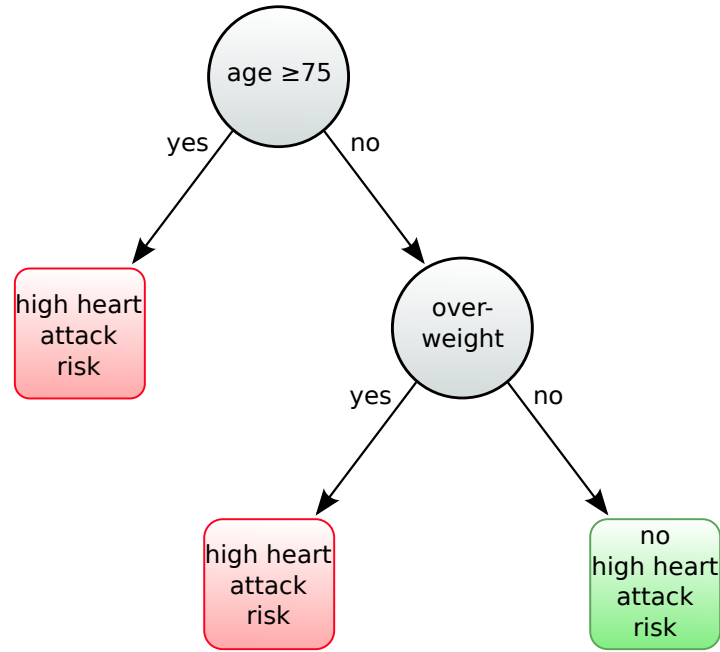 age ≥75
yes
no
high heart
attack
risk
over-
weight
yes
no
high heart
attack
risk
no
high heart
attack
risk